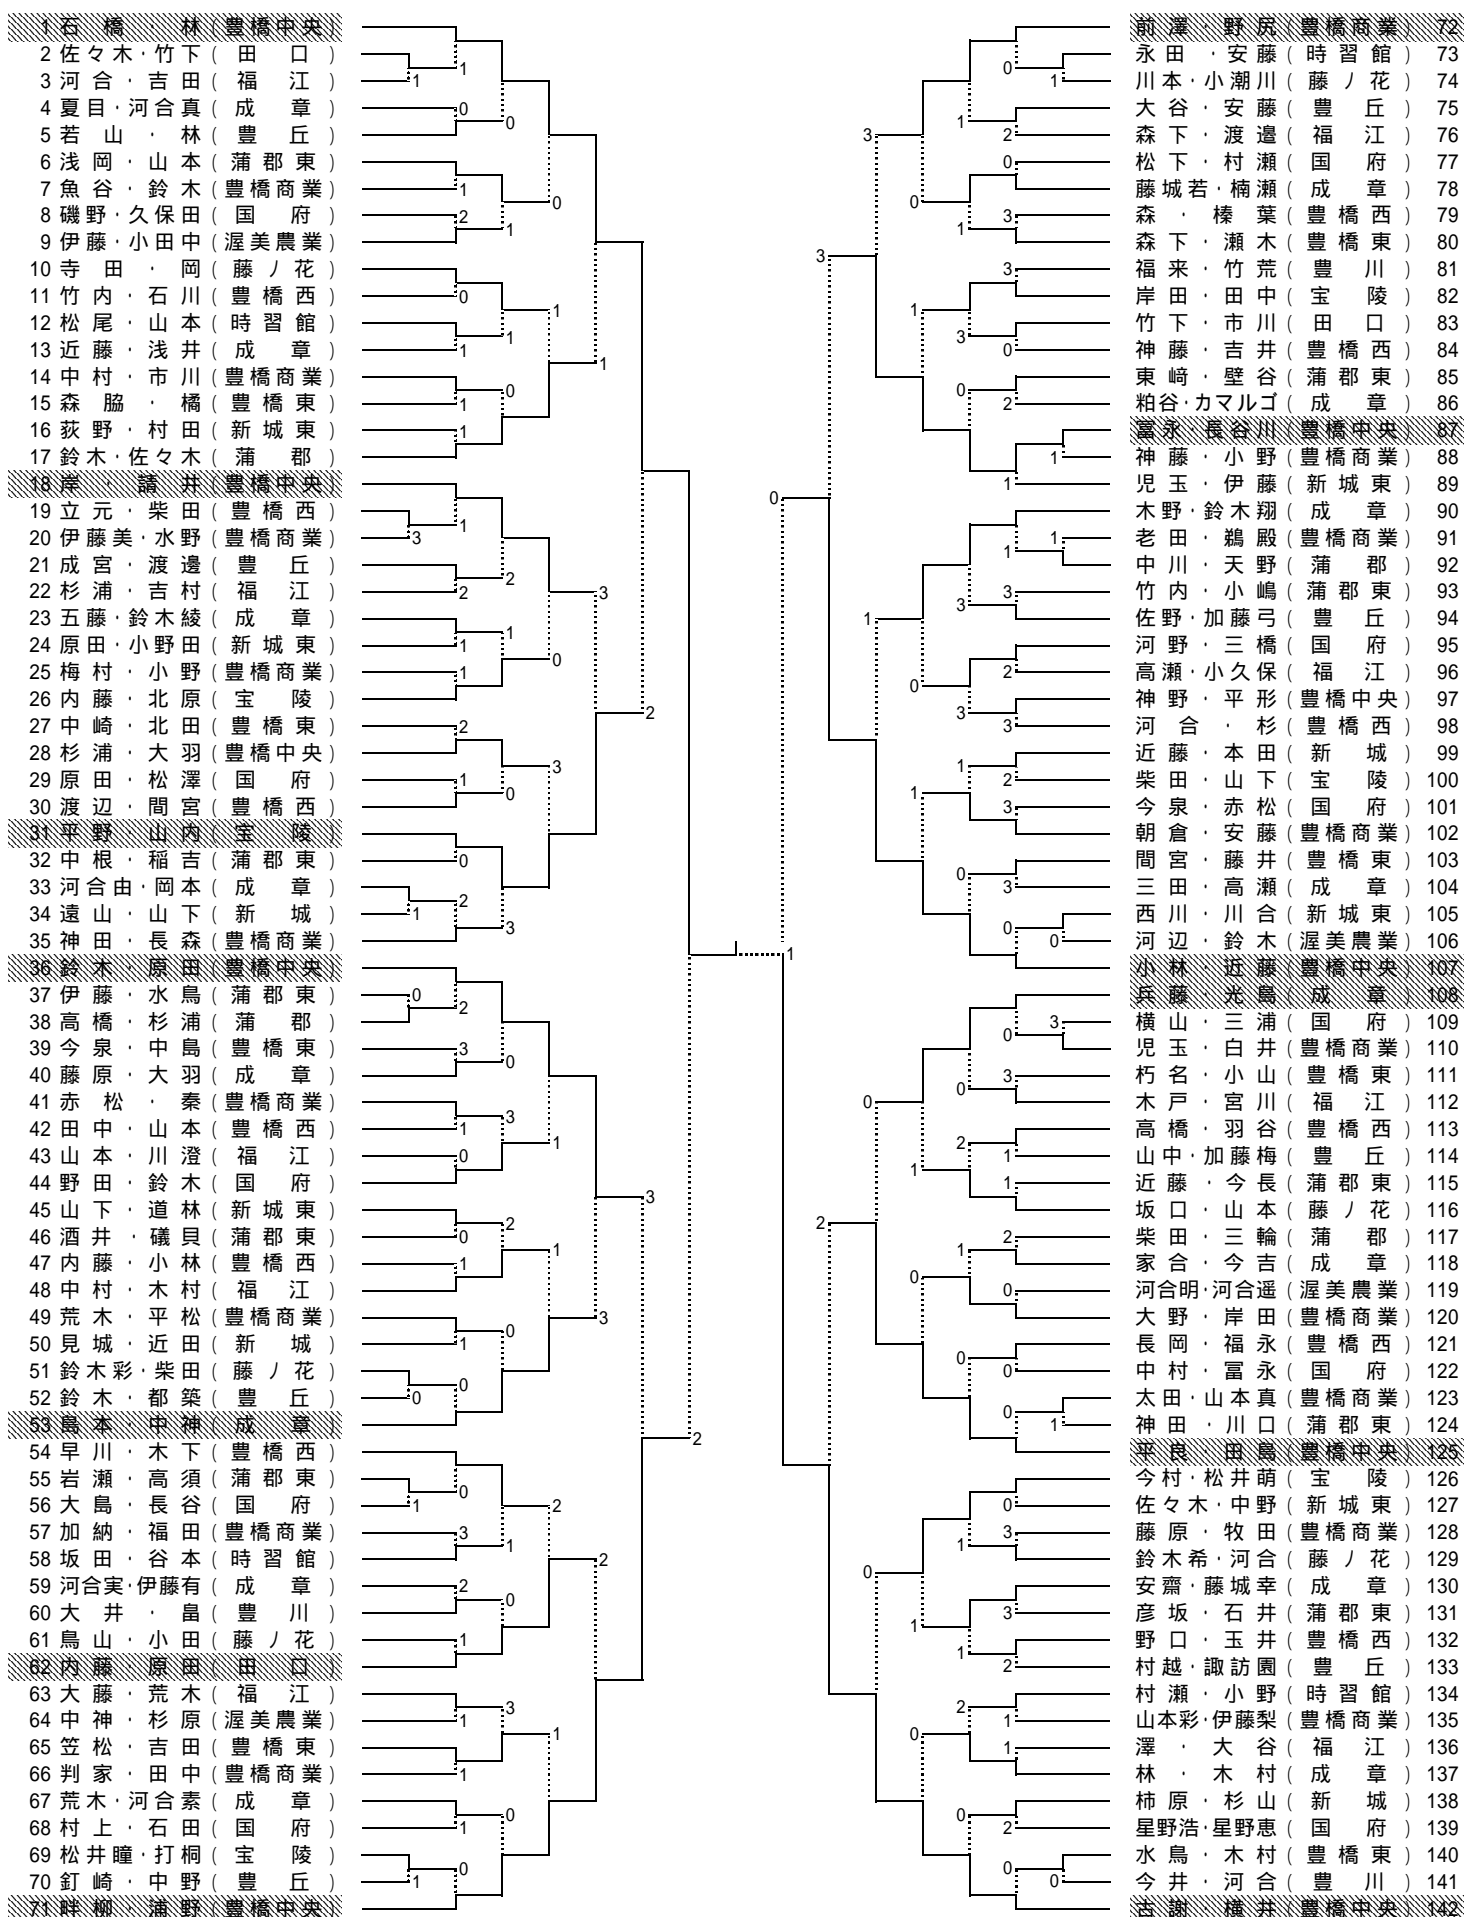 1 石橋・林 (豊橋中央)
2 佐々木・竹下 (田口)
3 河合・吉田 (福江)
4 夏目・河合真 (成章)
5 若山・林 (豊丘)
6 浅岡・山本 (蒲郡東)
7 魚谷・鈴木 (豊橋商業)
8 磯野・久保田 (国府)
9 伊藤・小田中 (渥美農業)
10 寺田・岡 (藤ノ花)
11 竹内・石川 (豊橋西)
12 松尾・山本 (時習館)
13 近藤・浅井 (成章)
14 中村・市川 (豊橋商業)
15 森脇・橘 (豊橋東)
16 荻野・村田 (新城東)
17 鈴木・佐々木 (蒲郡)
18 岸・請井 (豊橋中央)
19 立元・柴田 (豊橋西)
20 伊藤美・水野 (豊橋商業)
21 成宮・渡邊 (豊丘)
22 杉浦・吉村 (福江)
23 五藤・鈴木綾 (成章)
24 原田・小野田 (新城東)
25 梅村・小野 (豊橋商業)
26 内藤・北原 (宝陵)
27 中崎・北田 (豊橋東)
28 杉浦・大羽 (豊橋中央)
29 原田・松澤 (国府)
30 渡辺・間宮 (豊橋西)
31 平野・山内 (宝陵)
32 中根・稲吉 (蒲郡東)
33 河合由・岡本 (成章)
34 遠山・山下 (新城)
35 神田・長森 (豊橋商業)
36 鈴木・原田 (豊橋中央)
37 伊藤・水鳥 (蒲郡東)
38 高橋・杉浦 (蒲郡)
39 今泉・中島 (豊橋東)
40 藤原・大羽 (成章)
41 赤松・秦 (豊橋商業)
42 田中・山本 (豊橋西)
43 山本・川澄 (福江)
44 野田・鈴木 (国府)
45 山下・道林 (新城東)
46 酒井・礒貝 (蒲郡東)
47 内藤・小林 (豊橋西)
48 中村・木村 (福江)
49 荒木・平松 (豊橋商業)
50 見城・近田 (新城)
51 鈴木彩・柴田 (藤ノ花)
52 鈴木・都築 (豊丘)
53 島本・中神 (成章)
54 早川・木下 (豊橋西)
55 岩瀬・高須 (蒲郡東)
56 大島・長谷 (国府)
57 加納・福田 (豊橋商業)
58 坂田・谷本 (時習館)
59 河合実・伊藤有 (成章)
60 大井・畠 (豊川)
61 鳥山・小田 (藤ノ花)
62 内藤・原田 (田口)
63 大藤・荒木 (福江)
64 中神・杉原 (渥美農業)
65 笠松・吉田 (豊橋東)
66 判家・田中 (豊橋商業)
67 荒木・河合素 (成章)
68 村上・石田 (国府)
69 松井瞳・打桐 (宝陵)
70 釘崎・中野 (豊丘)
71 畔柳・浦野 (豊橋中央)
前澤・野尻 (豊橋商業) 72
永田・安藤 (時習館) 73
川本・小潮川 (藤ノ花) 74
大谷・安藤 (豊丘) 75
森下・渡邉 (福江) 76
松下・村瀬 (国府) 77
藤城若・楠瀬 (成章) 78
森・榛葉 (豊橋西) 79
森下・瀬木 (豊橋東) 80
福来・竹荒 (豊川) 81
岸田・田中 (宝陵) 82
竹下・市川 (田口) 83
神藤・吉井 (豊橋西) 84
東﨑・壁谷 (蒲郡東) 85
粕谷・カマルゴ (成章) 86
冨永・長谷川 (豊橋中央) 87
神藤・小野 (豊橋商業) 88
児玉・伊藤 (新城東) 89
木野・鈴木翔 (成章) 90
老田・鵜殿 (豊橋商業) 91
中川・天野 (蒲郡) 92
竹内・小嶋 (蒲郡東) 93
佐野・加藤弓 (豊丘) 94
河野・三橋 (国府) 95
高瀬・小久保 (福江) 96
神野・平形 (豊橋中央) 97
河合・杉 (豊橋西) 98
近藤・本田 (新城) 99
柴田・山下 (宝陵) 100
今泉・赤松 (国府) 101
朝倉・安藤 (豊橋商業) 102
間宮・藤井 (豊橋東) 103
三田・高瀬 (成章) 104
西川・川合 (新城東) 105
河辺・鈴木 (渥美農業) 106
小林・近藤 (豊橋中央) 107
兵藤・光島 (成章) 108
横山・三浦 (国府) 109
児玉・白井 (豊橋商業) 110
朽名・小山 (豊橋東) 111
木戸・宮川 (福江) 112
高橋・羽谷 (豊橋西) 113
山中・加藤梅 (豊丘) 114
近藤・今長 (蒲郡東) 115
坂口・山本 (藤ノ花) 116
柴田・三輪 (蒲郡) 117
家合・今吉 (成章) 118
河合明・河合遥 (渥美農業) 119
大野・岸田 (豊橋商業) 120
長岡・福永 (豊橋西) 121
中村・冨永 (国府) 122
太田・山本真 (豊橋商業) 123
神田・川口 (蒲郡東) 124
平良・田島 (豊橋中央) 125
今村・松井萌 (宝陵) 126
佐々木・中野 (新城東) 127
藤原・牧田 (豊橋商業) 128
鈴木希・河合 (藤ノ花) 129
安齋・藤城幸 (成章) 130
彦坂・石井 (蒲郡東) 131
野口・玉井 (豊橋西) 132
村越・諏訪園 (豊丘) 133
村瀬・小野 (時習館) 134
山本彩・伊藤梨 (豊橋商業) 135
澤・大谷 (福江) 136
林・木村 (成章) 137
柿原・杉山 (新城) 138
星野浩・星野恵 (国府) 139
水鳥・木村 (豊橋東) 140
今井・河合 (豊川) 141
古謝・横井 (豊橋中央) 142